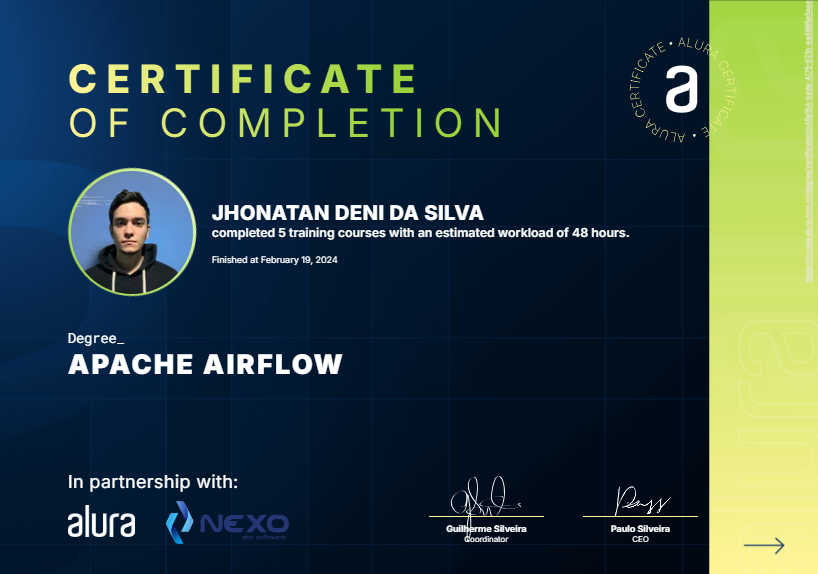 CERTIFICATE
OF COMPLETION
ALURA CERTIFICATE • ALURA CERTIFICATE •
a
JHONATAN DENI DA SILVA
completed 5 training courses with an estimated workload of 48 hours.
Finished at February 19, 2024
Degree_
APACHE AIRFLOW
In partnership with:
alura
NEXO
Guilherme Silveira
Coordinator
Paulo Silveira
CEO
alura